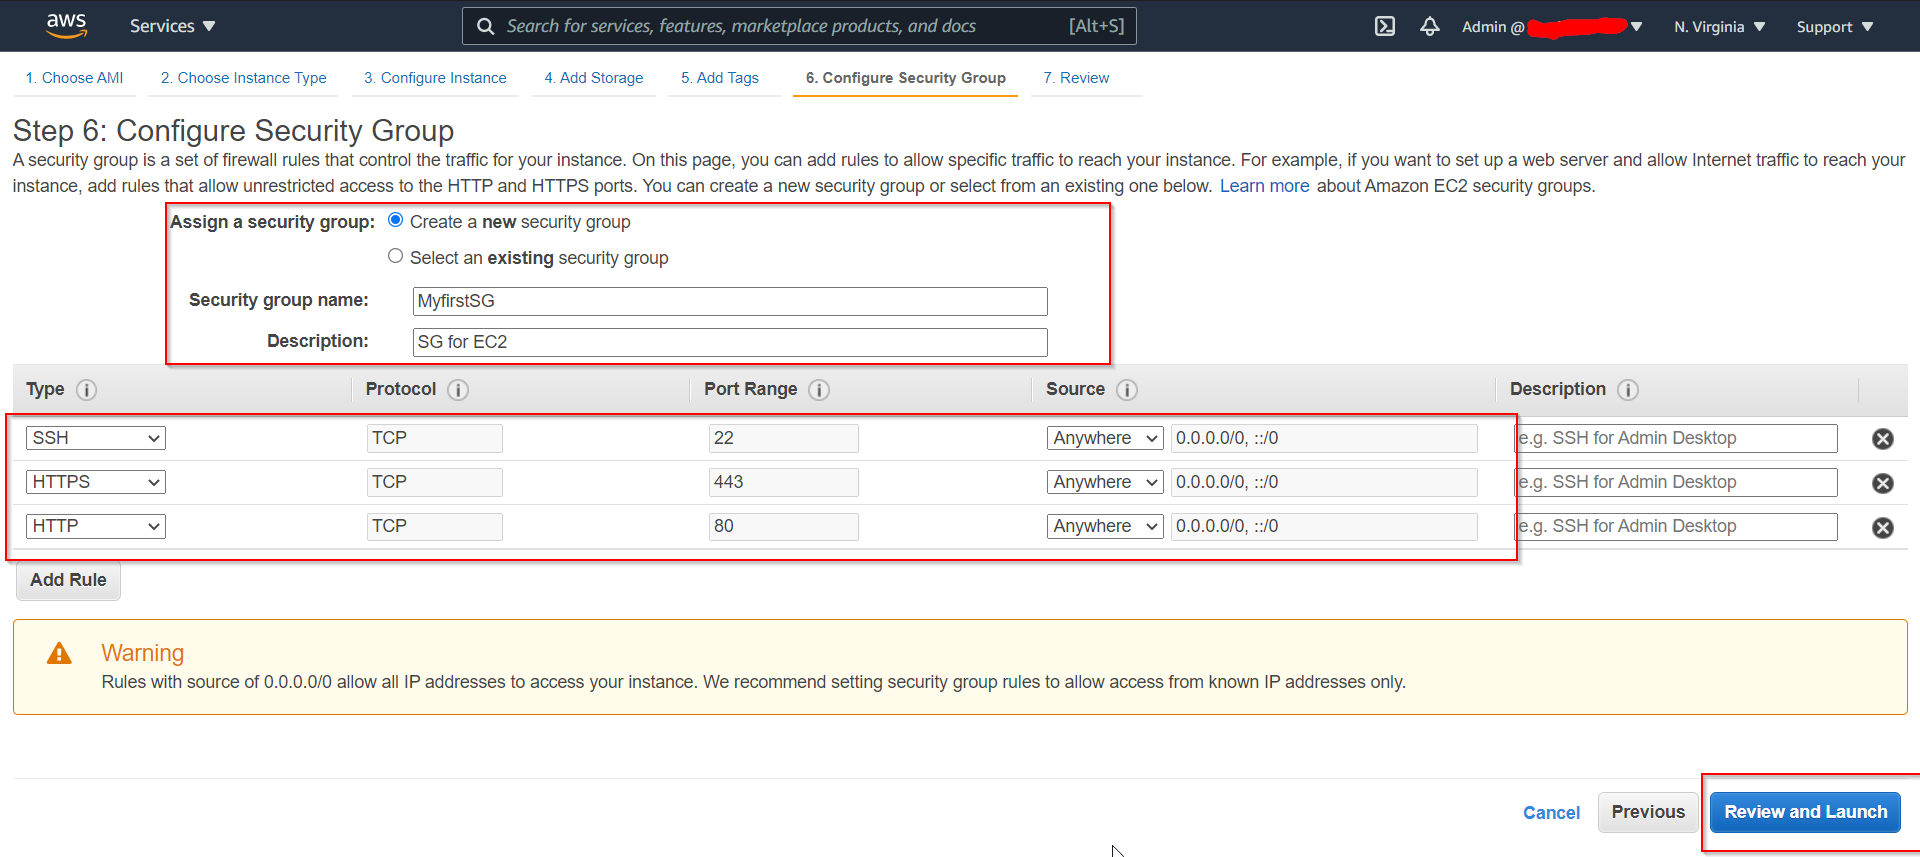 aws Services Search for services, features, marketplace products, and docs [Alt+S] Admin @ N. Virginia Support
1. Choose AMI 2. Choose Instance Type 3. Configure Instance 4. Add Storage 5. Add Tags 6. Configure Security Group 7. Review
Step 6: Configure Security Group
A security group is a set of firewall rules that control the traffic for your instance. On this page, you can add rules to allow specific traffic to reach your instance. For example, if you want to set up a web server and allow Internet traffic to reach your
instance, add rules that allow unrestricted access to the HTTP and HTTPS ports. You can create a new security group or select from an existing one below. Learn more about Amazon EC2 security groups.
Assign a security group: Create a new security group
Select an existing security group
Security group name: MyfirstSG
Description: SG for EC2
Type i Protocol i Port Range i Source i Description i
SSH TCP 22 Anywhere 0.0.0.0/0, ::/0 e.g. SSH for Admin Desktop
HTTPS TCP 443 Anywhere 0.0.0.0/0, ::/0 e.g. SSH for Admin Desktop
HTTP TCP 80 Anywhere 0.0.0.0/0, ::/0 e.g. SSH for Admin Desktop
Add Rule
Warning
Rules with source of 0.0.0.0/0 allow all IP addresses to access your instance. We recommend setting security group rules to allow access from known IP addresses only.
Cancel Previous Review and Launch